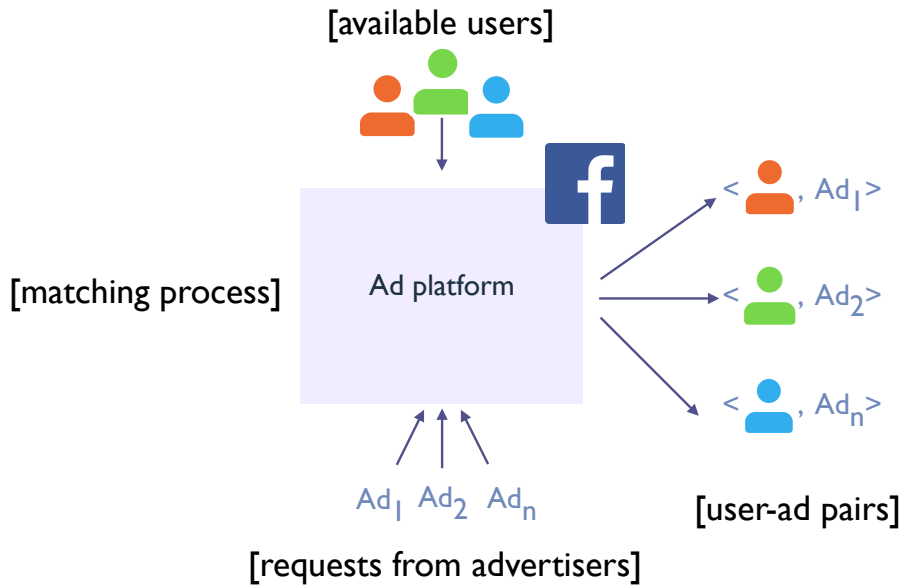 [available users]
f
< , Ad1>
[matching process]
Ad platform
< , Ad2>
< , Adn>
Ad1 Ad2 Adn
[user-ad pairs]
[requests from advertisers]